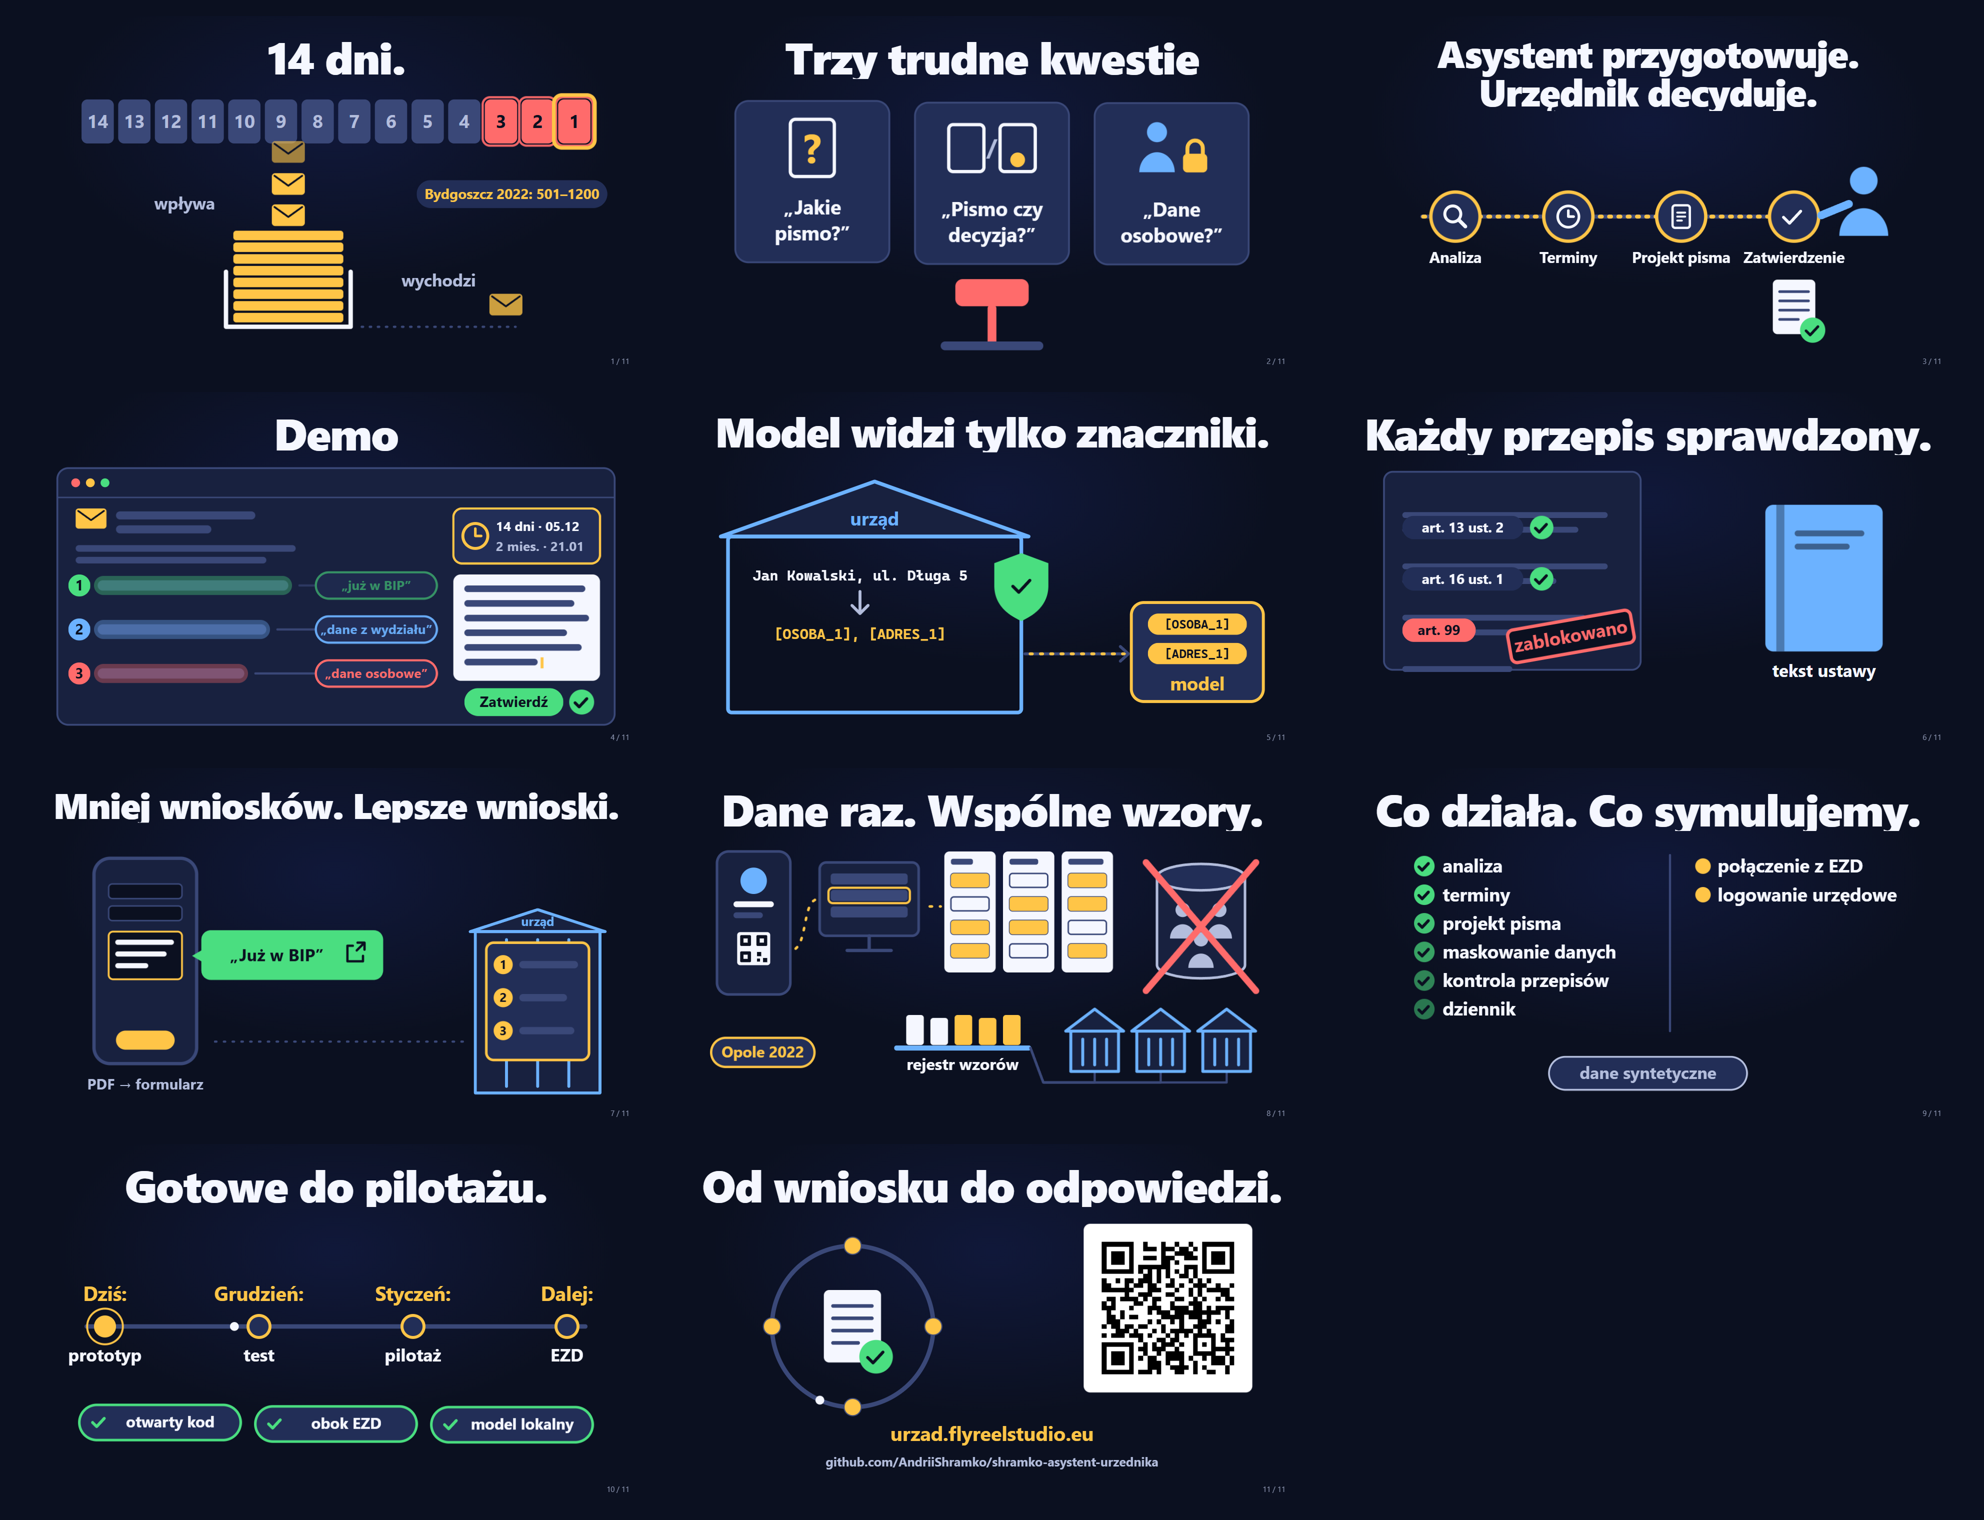 14 dni.
14 13 12 11 10 9 8 7 6 5 4 3 2 1
wpływa
Bydgoszcz 2022: 501–1200
wychodzi
1 / 11
Trzy trudne kwestie
?
/
„Jakie
pismo?”
„Pismo czy
decyzja?”
„Dane
osobowe?”
2 / 11
Asystent przygotowuje.
Urzędnik decyduje.
Analiza
Terminy
Projekt pisma
Zatwierdzenie
3 / 11
Demo
14 dni · 05.12
2 mies. · 21.01
1
„już w BIP”
2
„dane z wydziału”
3
„dane osobowe”
Zatwierdź
4 / 11
Model widzi tylko znaczniki.
urząd
Jan Kowalski, ul. Długa 5
[OSOBA_1], [ADRES_1]
[OSOBA_1]
[ADRES_1]
model
5 / 11
Każdy przepis sprawdzony.
art. 13 ust. 2
art. 16 ust. 1
art. 99
zablokowano
tekst ustawy
6 / 11
Mniej wniosków. Lepsze wnioski.
„Już w BIP”
PDF → formularz
urząd
1
2
3
7 / 11
Dane raz. Wspólne wzory.
Opole 2022
rejestr wzorów
8 / 11
Co działa. Co symulujemy.
analiza
terminy
projekt pisma
maskowanie danych
kontrola przepisów
dziennik
połączenie z EZD
logowanie urzędowe
dane syntetyczne
9 / 11
Gotowe do pilotażu.
Dziś:
prototyp
Grudzień:
test
Styczeń:
pilotaż
Dalej:
EZD
otwarty kod
obok EZD
model lokalny
10 / 11
Od wniosku do odpowiedzi.
urzad.flyreelstudio.eu
github.com/AndriiShramko/shramko-asystent-urzednika
11 / 11